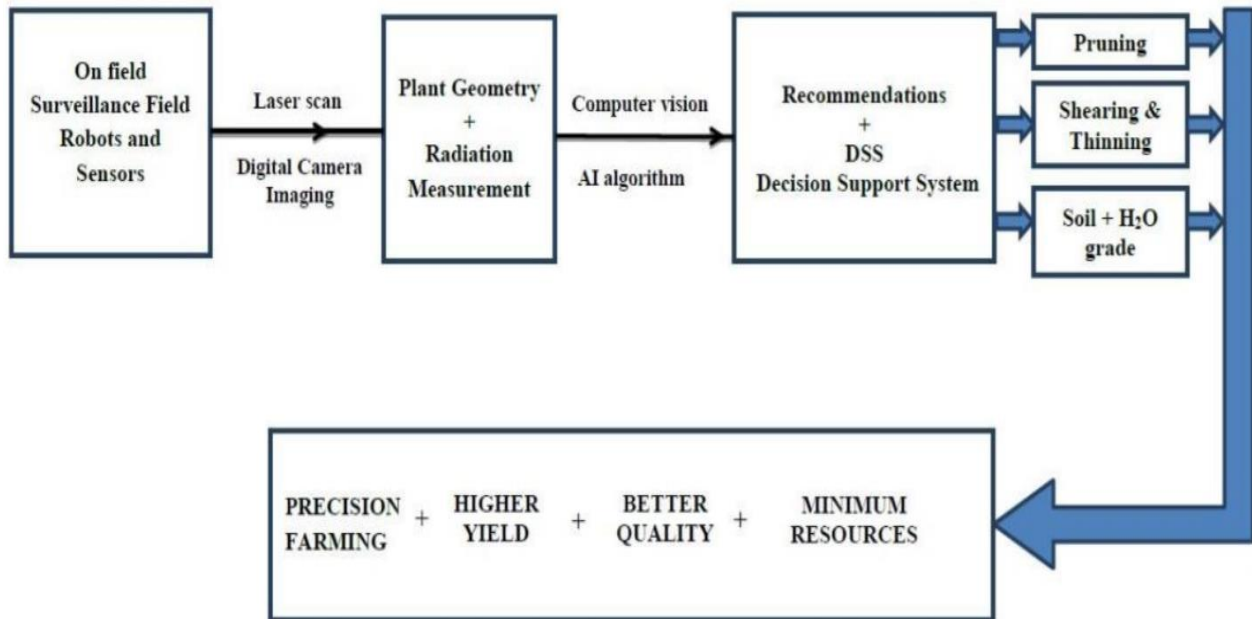 On field
Surveillance Field
Robots and
Sensors
Laser scan
Digital Camera
Imaging
Plant Geometry
+
Radiation
Measurement
Computer vision
AI algorithm
Recommendations
+
DSS
Decision Support System
Pruning
Shearing &
Thinning
Soil + H₂O
grade
PRECISION
FARMING
+
HIGHER
YIELD
+
BETTER
QUALITY
+
MINIMUM
RESOURCES